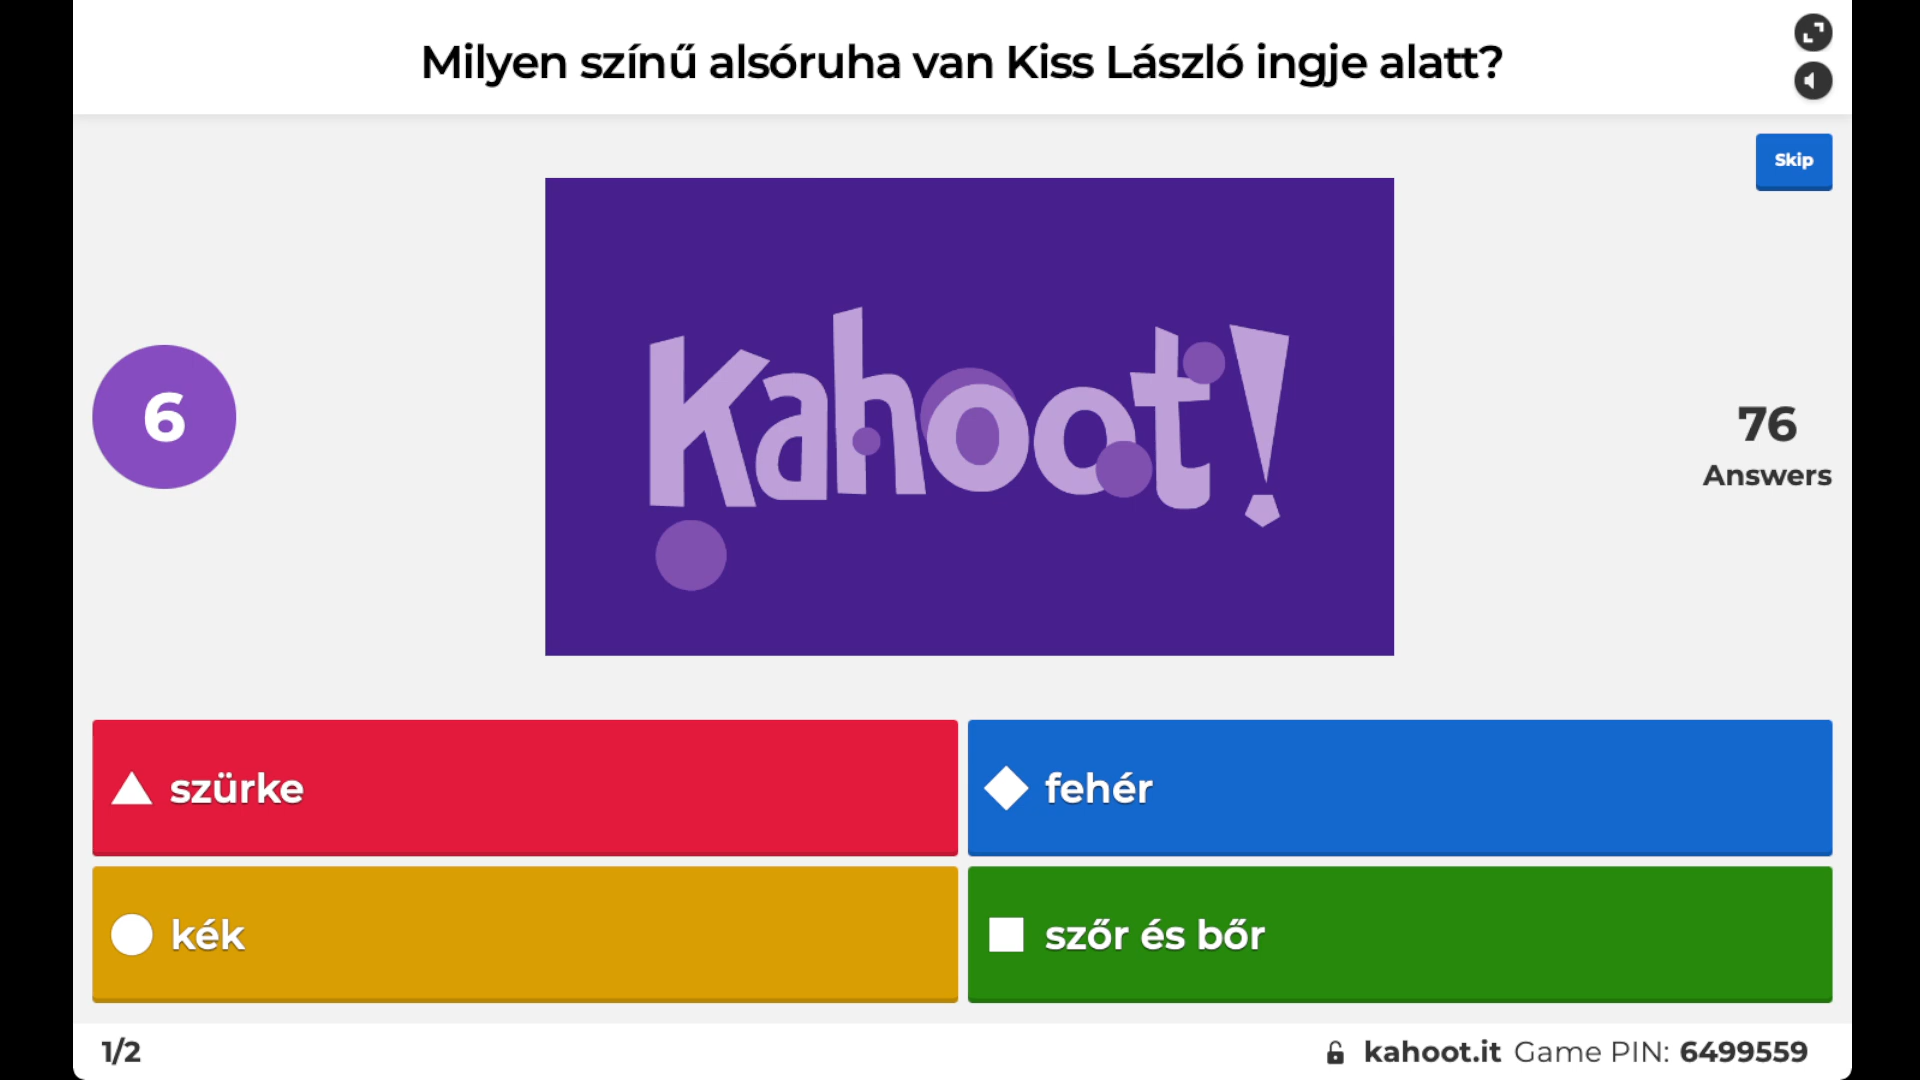 Milyen színű alsóruha van Kiss László ingje alatt?
Skip
Kahoot!
6
76
Answers
szürke
fehér
kék
szőr és bőr
1/2
kahoot.it Game PIN: 6499559